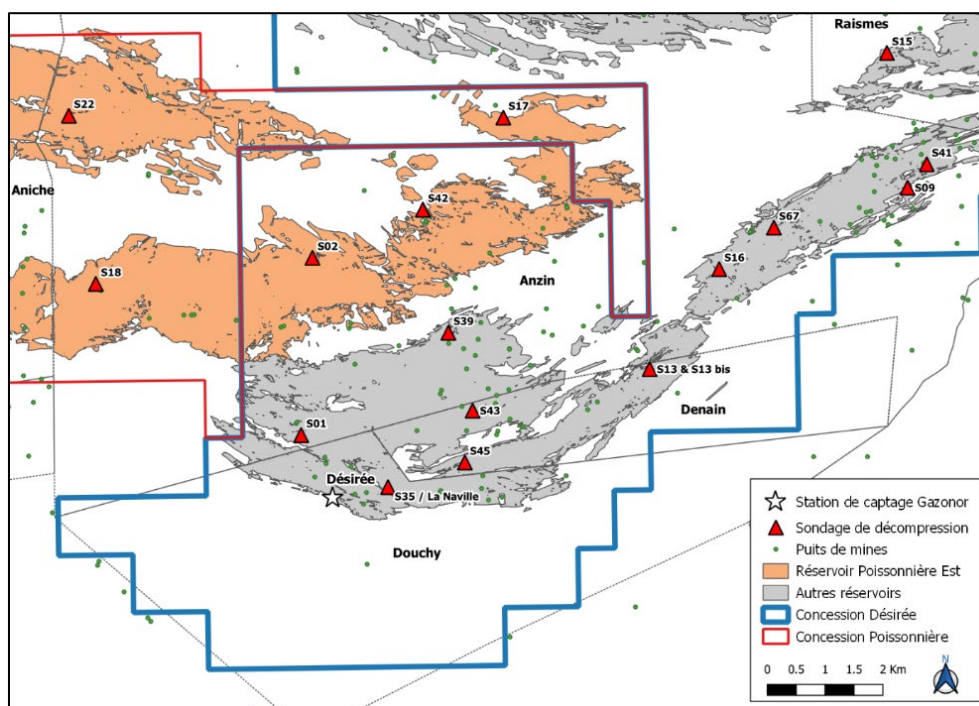 Raismes
S15
S22
S17
S41
Aniche
S09
S42
S67
S02
S16
S18
Anzin
S39
S13 & S13 bis
Denain
S43
S01
S45
Désirée
S35 / La Naville
Douchy
Station de captage Gazonor
Sondage de décompression
Puits de mines
Réservoir Poissonnière Est
Autres réservoirs
Concession Désirée
Concession Poissonnière
0 0.5 1 1.5 2 Km
N